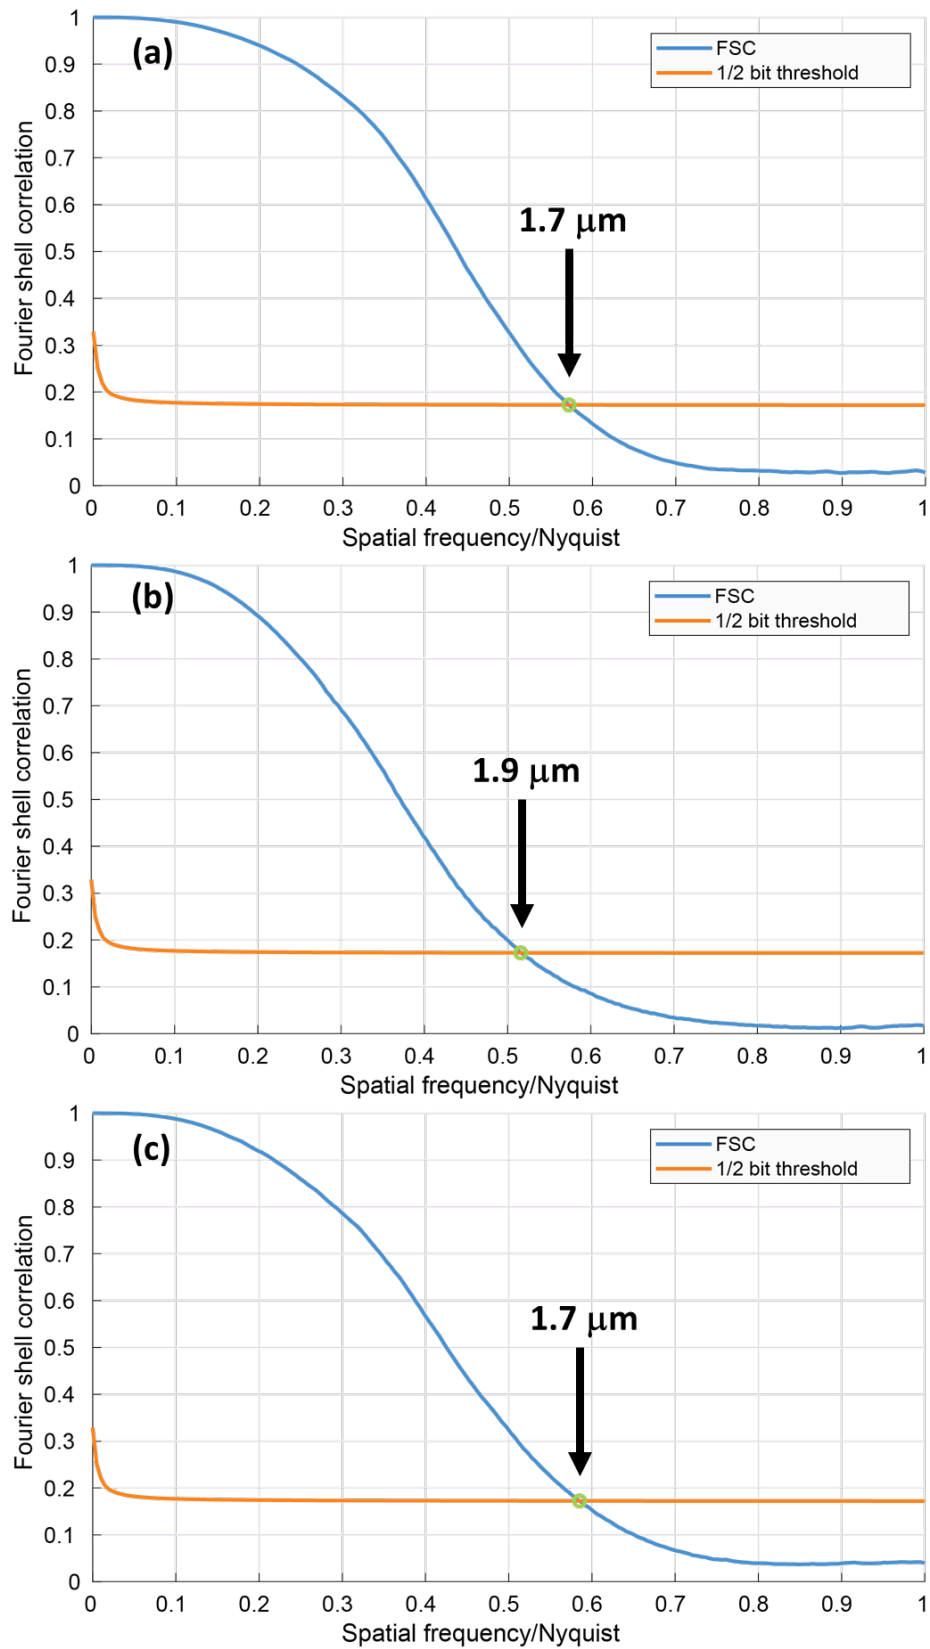 (a)
FSC
1/2 bit threshold
1
0.9
0.8
0.7
0.6
0.5
0.4
0.3
0.2
0.1
0
Fourier shell correlation
1.7 μm
0 0.1 0.2 0.3 0.4 0.5 0.6 0.7 0.8 0.9 1
Spatial frequency/Nyquist
(b)
FSC
1/2 bit threshold
1
0.9
0.8
0.7
0.6
0.5
0.4
0.3
0.2
0.1
0
Fourier shell correlation
1.9 μm
0 0.1 0.2 0.3 0.4 0.5 0.6 0.7 0.8 0.9 1
Spatial frequency/Nyquist
(c)
FSC
1/2 bit threshold
1
0.9
0.8
0.7
0.6
0.5
0.4
0.3
0.2
0.1
0
Fourier shell correlation
1.7 μm
0 0.1 0.2 0.3 0.4 0.5 0.6 0.7 0.8 0.9 1
Spatial frequency/Nyquist